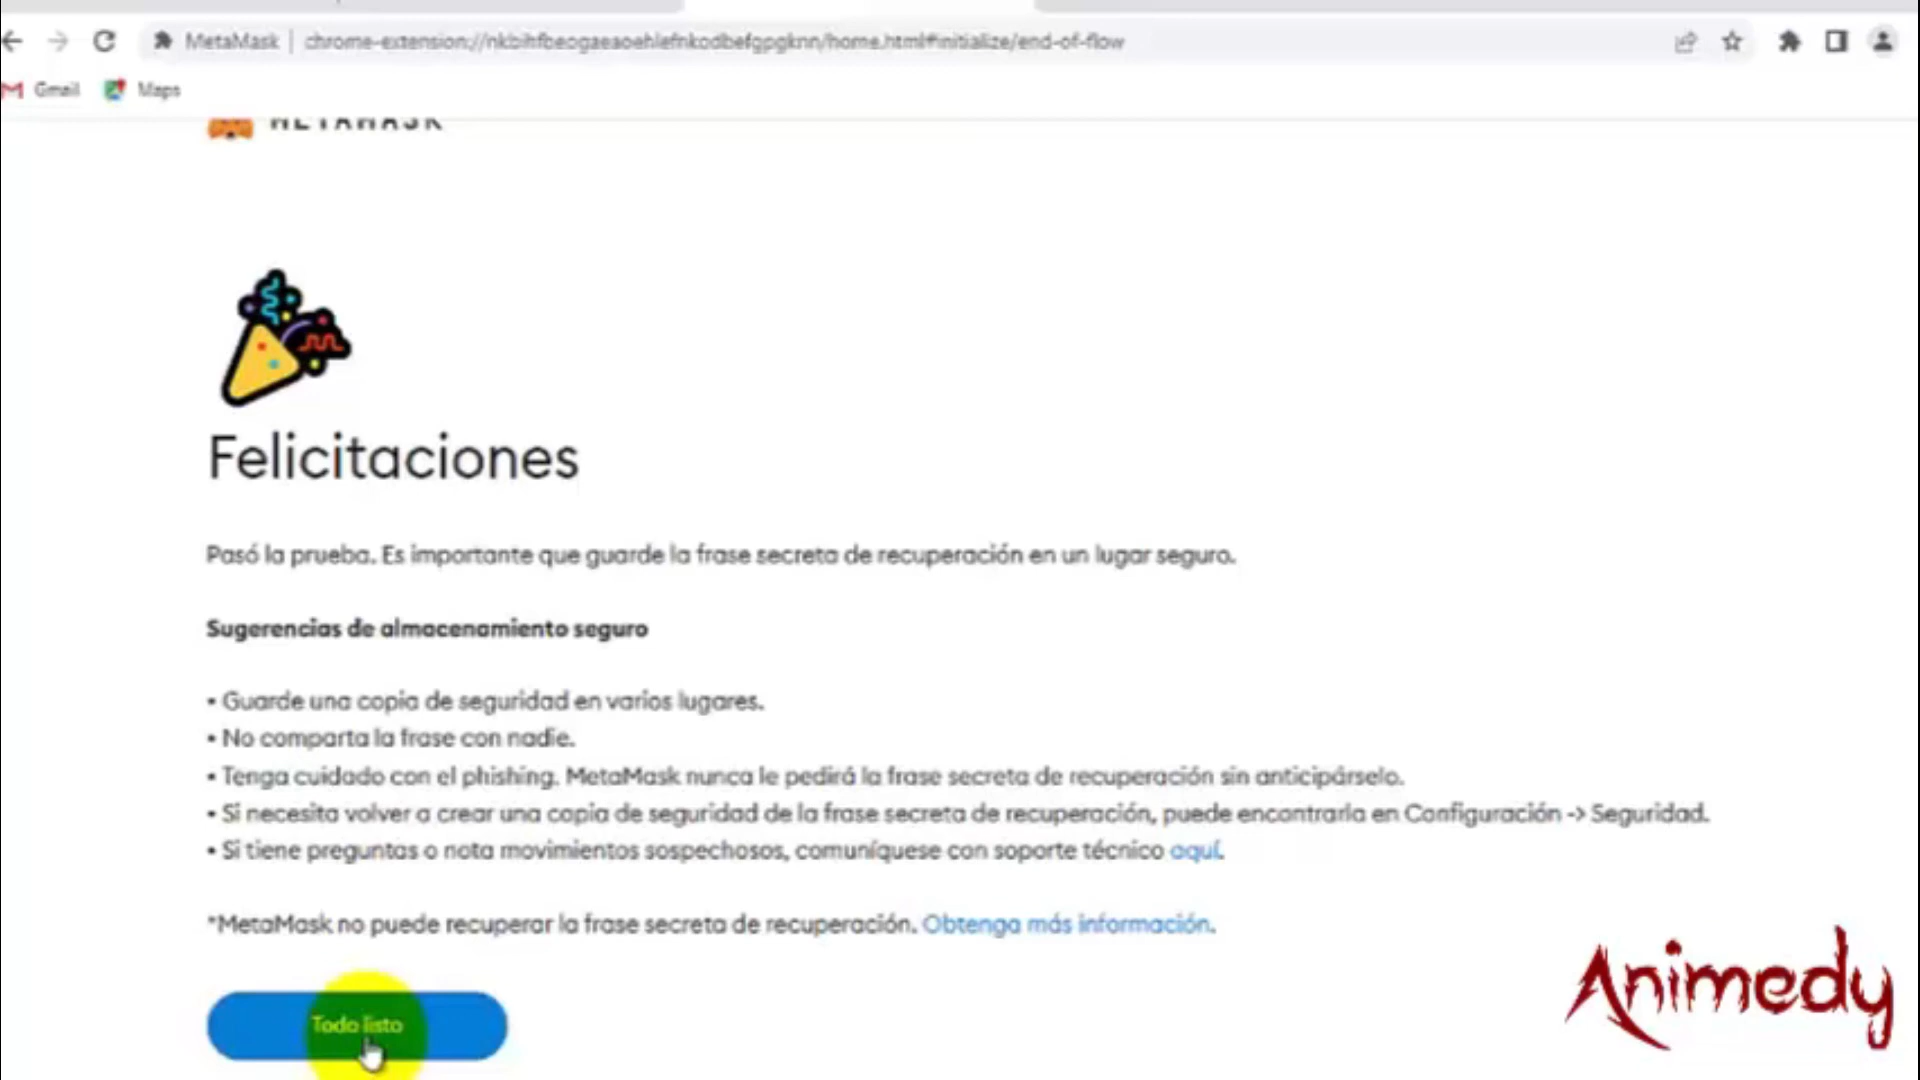 MetaMask | chrome-extension://nkbihfbeogaeaoehlefnkodbefgpgknn/home.html#initialize/end-of-flow
Gmail Maps
METAMASK
Felicitaciones
Pasó la prueba. Es importante que guarde la frase secreta de recuperación en un lugar seguro.
Sugerencias de almacenamiento seguro
• Guarde una copia de seguridad en varios lugares.
• No comparta la frase con nadie.
• Tenga cuidado con el phishing. MetaMask nunca le pedirá la frase secreta de recuperación sin anticipárselo.
• Si necesita volver a crear una copia de seguridad de la frase secreta de recuperación, puede encontrarla en Configuración -> Seguridad.
• Si tiene preguntas o nota movimientos sospechosos, comuníquese con soporte técnico aquí.
*MetaMask no puede recuperar la frase secreta de recuperación. Obtenga más información.
Todo listo
Animedy